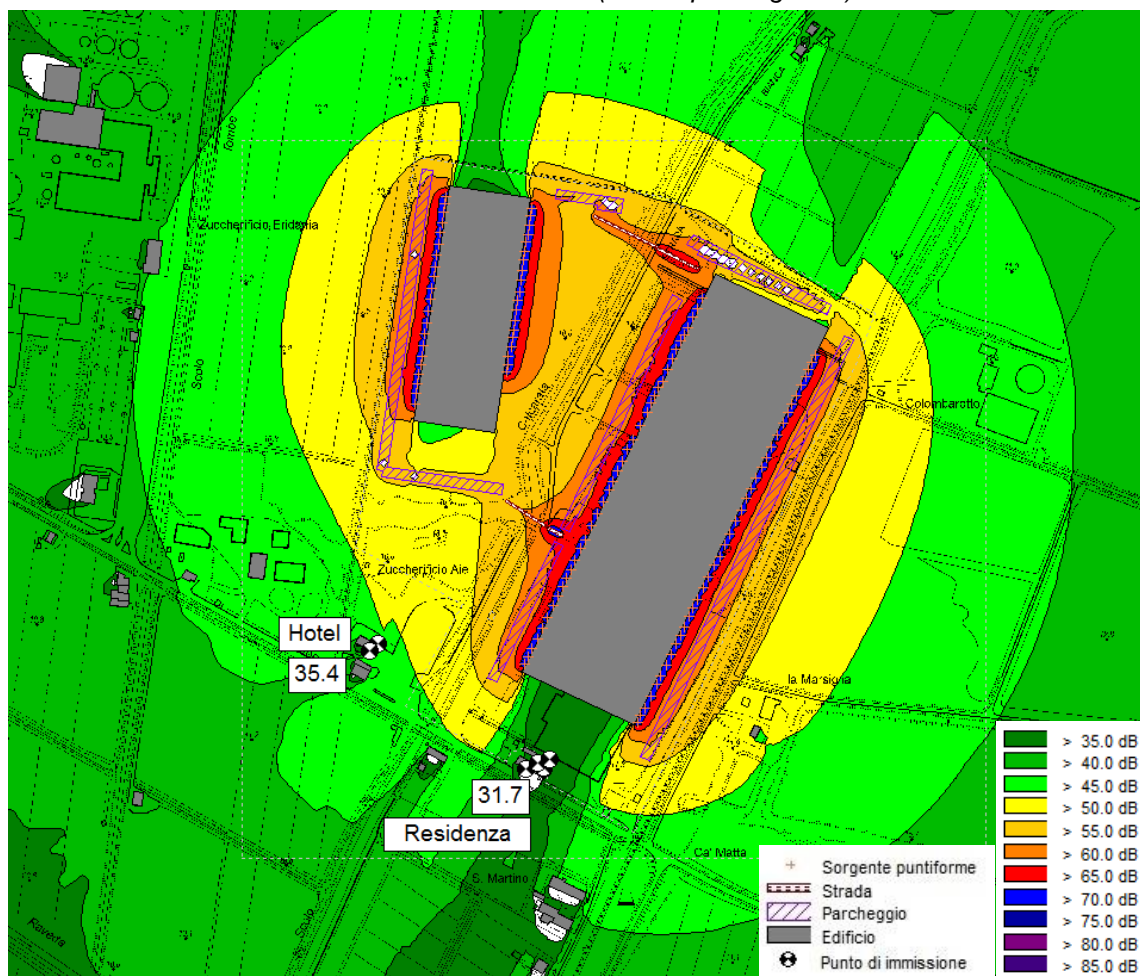 Zuccherificio Eridania
Scolo
Colombarotto
Zuccherificio Aie
Hotel
35.4
la Marsiglia
31.7
Residenza
Ca' Matta
S. Martino
Scolo
> 35.0 dB
> 40.0 dB
> 45.0 dB
> 50.0 dB
> 55.0 dB
> 60.0 dB
> 65.0 dB
> 70.0 dB
> 75.0 dB
> 80.0 dB
> 85.0 dB
Sorgente puntiforme
Strada
Parcheggio
Edificio
Punto di immissione